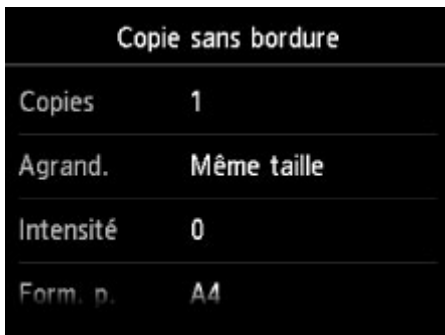 Copie sans bordure
Copies 1
Agrand. Même taille
Intensité 0
Form. p. A4